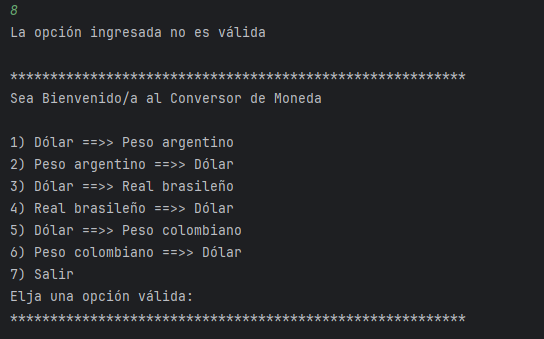 8
La opción ingresada no es válida
*********************************************************
Sea Bienvenido/a al Conversor de Moneda
1) Dólar ==>> Peso argentino
2) Peso argentino ==>> Dólar
3) Dólar ==>> Real brasileño
4) Real brasileño ==>> Dólar
5) Dólar ==>> Peso colombiano
6) Peso colombiano ==>> Dólar
7) Salir
Elja una opción válida:
*********************************************************